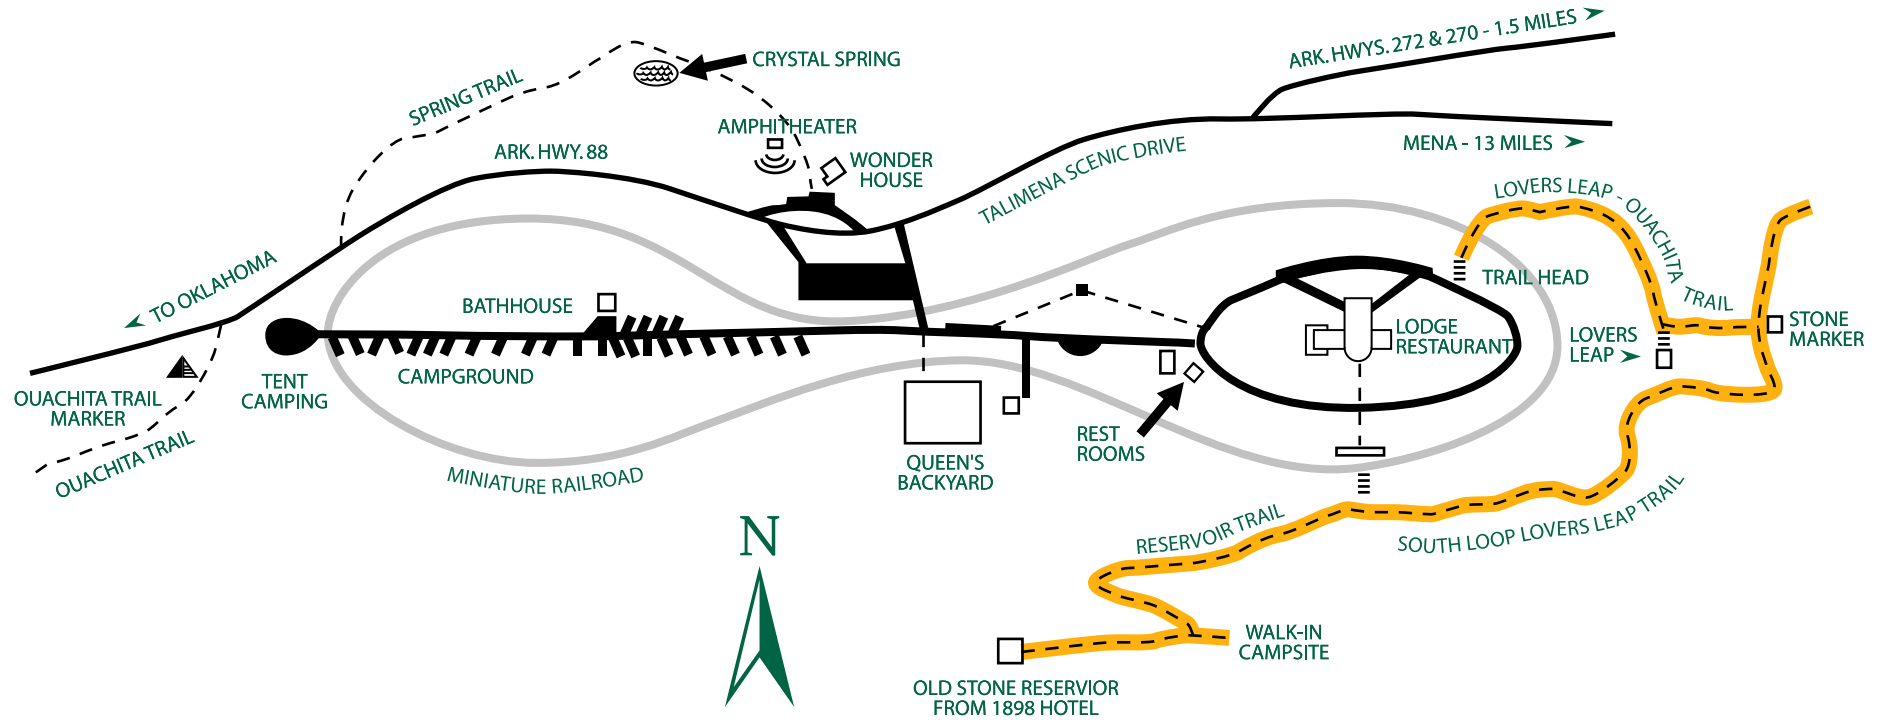 ARK. HWYS. 272 & 270 - 1.5 MILES
CRYSTAL SPRING
SPRING TRAIL
AMPHITHEATER
MENA - 13 MILES
ARK. HWY. 88
WONDER
HOUSE
TALIMENA SCENIC DRIVE
LOVERS LEAP - OUACHITA TRAIL
TO OKLAHOMA
TRAIL HEAD
BATHHOUSE
LODGE
RESTAURANT
LOVERS
LEAP
STONE
MARKER
TENT
CAMPING
CAMPGROUND
OUACHITA TRAIL
MARKER
OUACHITA TRAIL
REST
ROOMS
MINIATURE RAILROAD
QUEEN'S
BACKYARD
N
RESERVOIR TRAIL
SOUTH LOOP LOVERS LEAP TRAIL
WALK-IN
CAMPSITE
OLD STONE RESERVIOR
FROM 1898 HOTEL